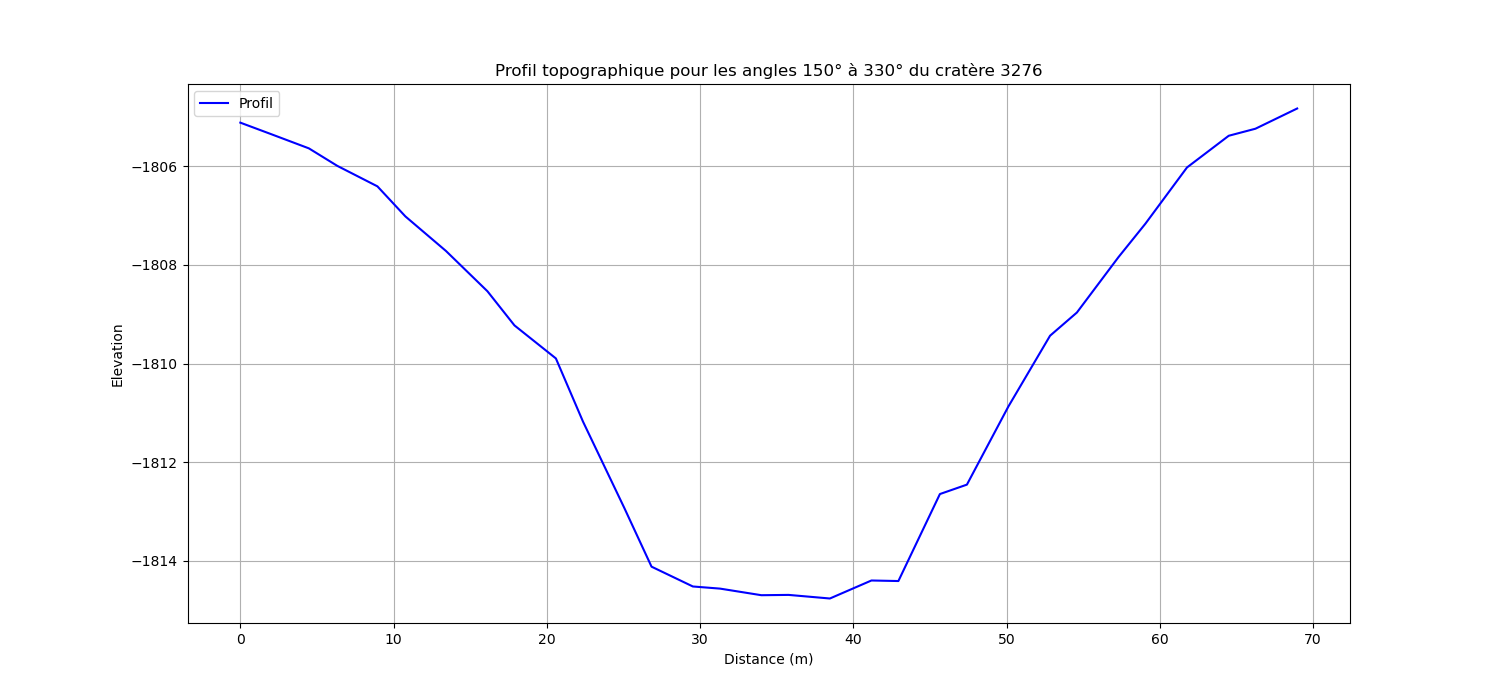 Profil topographique pour les angles 150° à 330° du cratère 3276
Profil
−1806
−1808
−1810
−1812
−1814
Elevation
0 10 20 30 40 50 60 70
Distance (m)